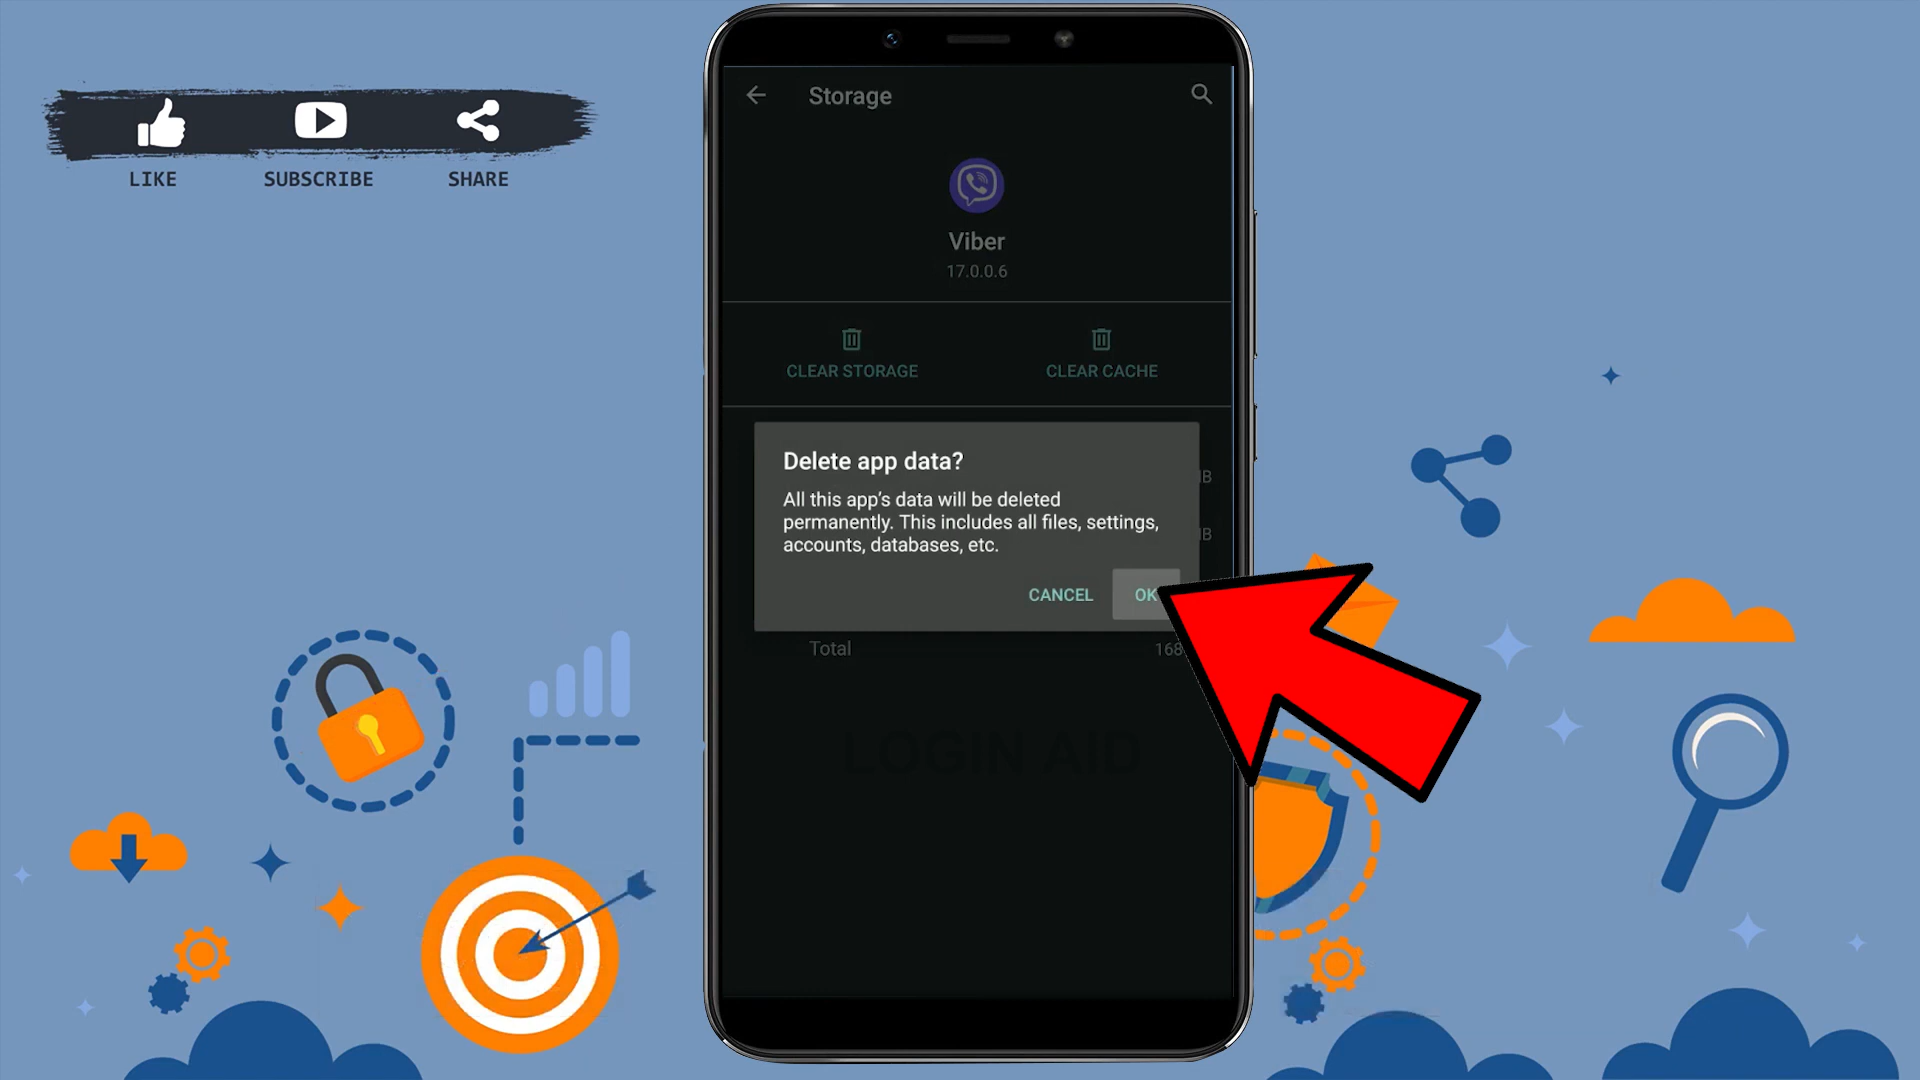 LIKE SUBSCRIBE SHARE
Storage
Viber
17.0.0.6
CLEAR STORAGE CLEAR CACHE
Delete app data?
All this app's data will be deleted
permanently. This includes all files, settings,
accounts, databases, etc.
CANCEL OK
Total 168
LOGIN AID